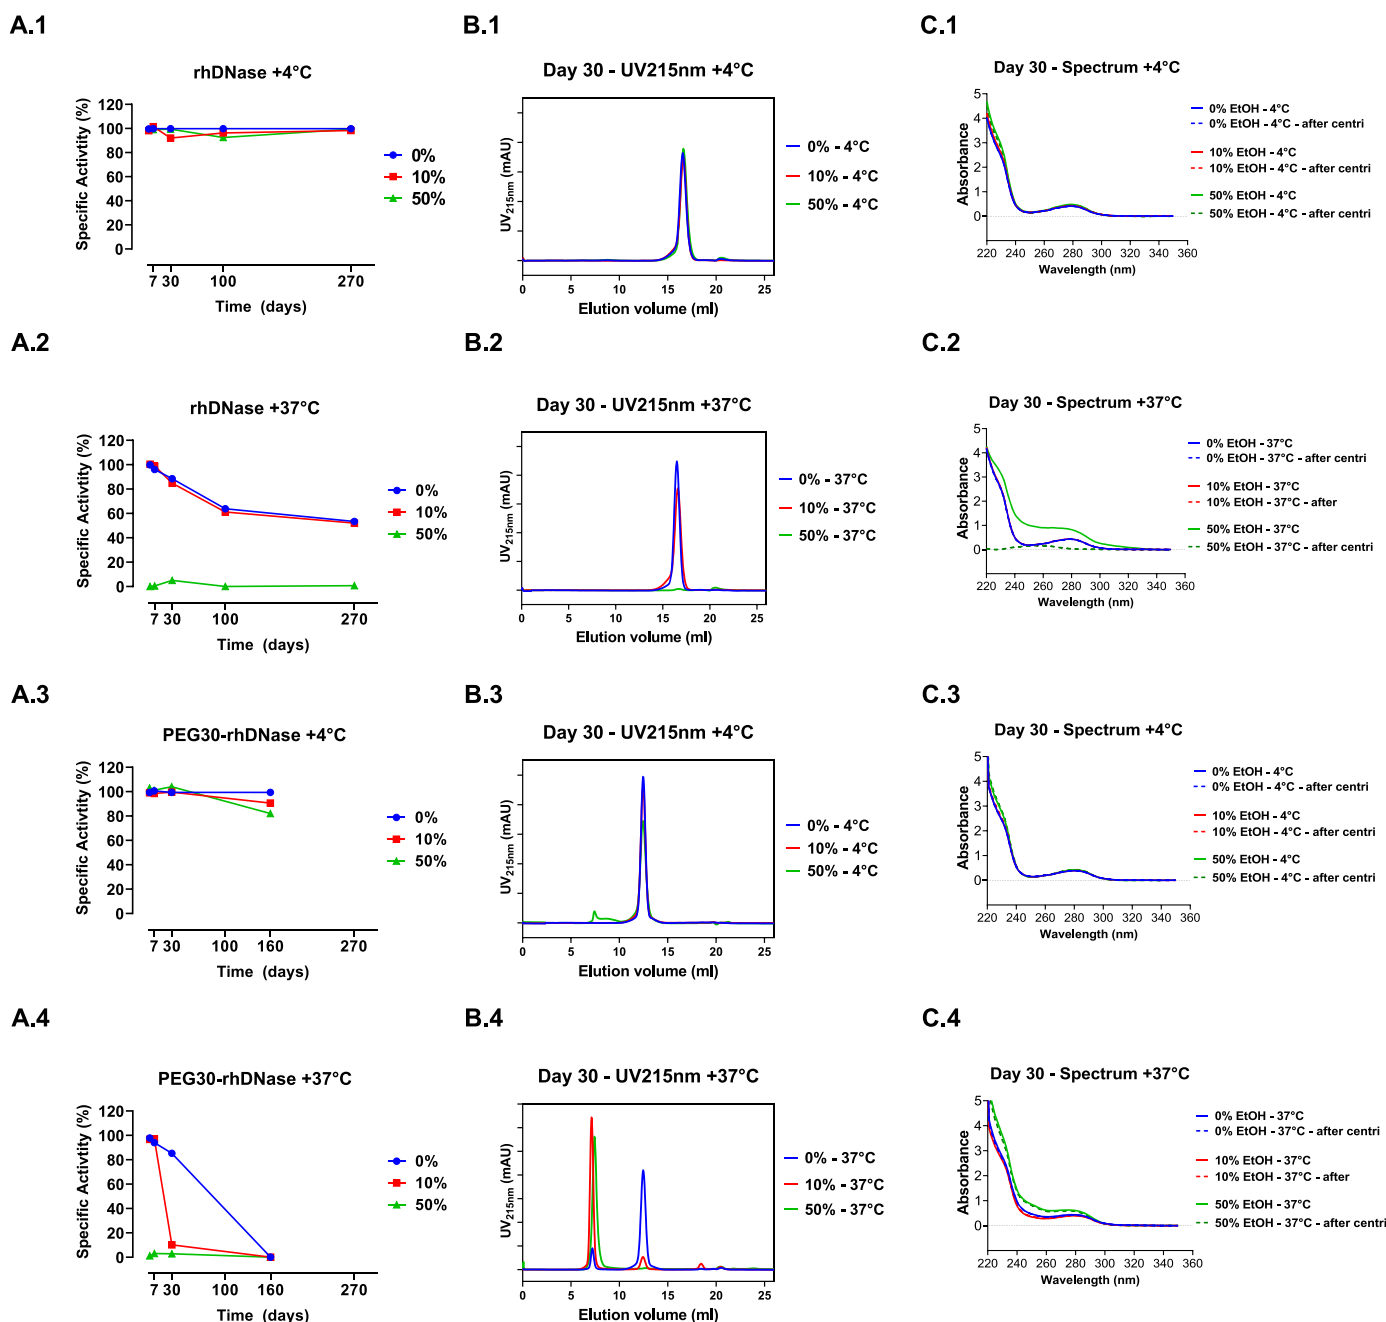 A.1
rhDNase +4°C
Specific Activtity (%)
120
100
80
60
40
20
0
7 30 100 270
Time (days)
0%
10%
50%
B.1
Day 30 - UV215nm +4°C
UV215nm (mAU)
0 5 10 15 20 25
Elution volume (ml)
0% - 4°C
10% - 4°C
50% - 4°C
C.1
Day 30 - Spectrum +4°C
Absorbance
5
4
3
2
1
0
220 240 260 280 300 320 340 360
Wavelength (nm)
0% EtOH - 4°C
0% EtOH - 4°C - after centri
10% EtOH - 4°C
10% EtOH - 4°C - after centri
50% EtOH - 4°C
50% EtOH - 4°C - after centri
A.2
rhDNase +37°C
Specific Activtity (%)
120
100
80
60
40
20
0
7 30 100 270
Time (days)
0%
10%
50%
B.2
Day 30 - UV215nm +37°C
UV215nm (mAU)
0 5 10 15 20 25
Elution volume (ml)
0% - 37°C
10% - 37°C
50% - 37°C
C.2
Day 30 - Spectrum +37°C
Absorbance
5
4
3
2
1
0
220 240 260 280 300 320 340 360
Wavelength (nm)
0% EtOH - 37°C
0% EtOH - 37°C - after centri
10% EtOH - 37°C
10% EtOH - 37°C - after
50% EtOH - 37°C
50% EtOH - 37°C - after centri
A.3
PEG30-rhDNase +4°C
Specific Activtity (%)
120
100
80
60
40
20
0
7 30 100 160 270
Time (days)
0%
10%
50%
B.3
Day 30 - UV215nm +4°C
UV215nm (mAU)
0 5 10 15 20 25
Elution volume (ml)
0% - 4°C
10% - 4°C
50% - 4°C
C.3
Day 30 - Spectrum +4°C
Absorbance
5
4
3
2
1
0
220 240 260 280 300 320 340 360
Wavelength (nm)
0% EtOH - 4°C
0% EtOH - 4°C - after centri
10% EtOH - 4°C
10% EtOH - 4°C - after centri
50% EtOH - 4°C
50% EtOH - 4°C - after centri
A.4
PEG30-rhDNase +37°C
Specific Activtity (%)
120
100
80
60
40
20
0
7 30 100 160 270
Time (days)
0%
10%
50%
B.4
Day 30 - UV215nm +37°C
UV215nm (mAU)
0 5 10 15 20 25
Elution volume (ml)
0% - 37°C
10% - 37°C
50% - 37°C
C.4
Day 30 - Spectrum +37°C
Absorbance
5
4
3
2
1
0
220 240 260 280 300 320 340 360
Wavelength (nm)
0% EtOH - 37°C
0% EtOH - 37°C - after centri
10% EtOH - 37°C
10% EtOH - 37°C - after
50% EtOH - 37°C
50% EtOH - 37°C - after centri